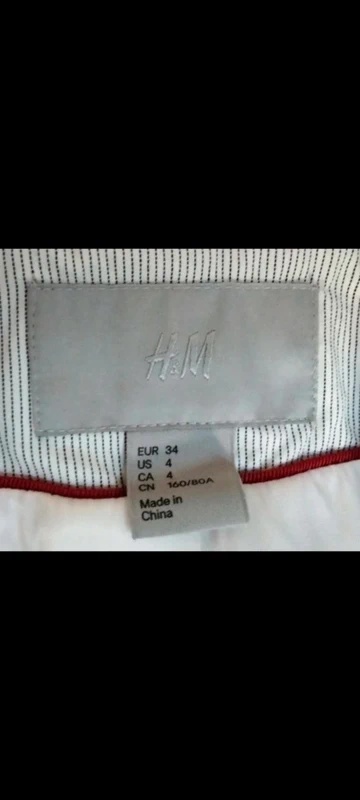 H&M
EUR 34
US 4
CA 4
CN 160/80A
Made in
China